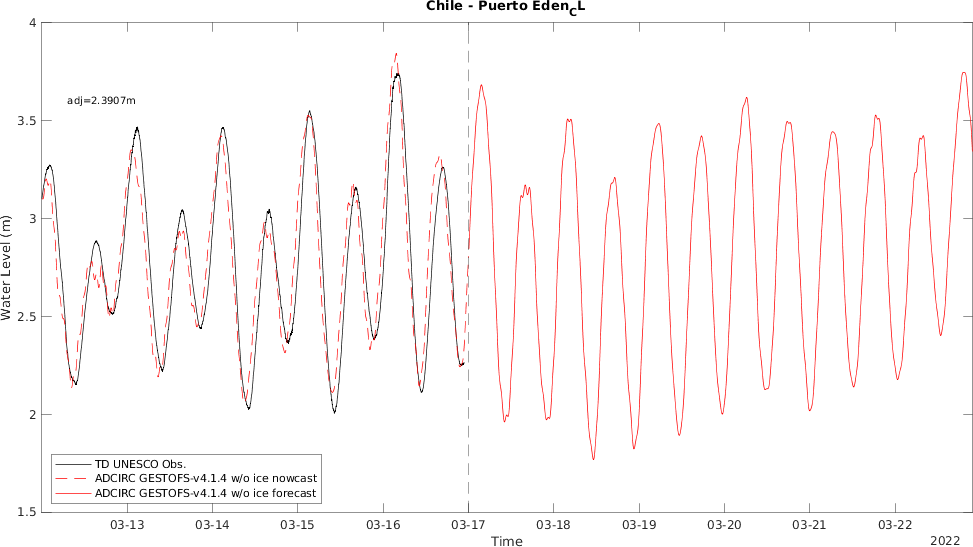 Chile - Puerto Eden_CL
4
adj=2.3907m
3.5
3
Water Level (m)
2.5
2
TD UNESCO Obs.
ADCIRC GESTOFS-v4.1.4 w/o ice nowcast
ADCIRC GESTOFS-v4.1.4 w/o ice forecast
1.5
03-13 03-14 03-15 03-16 03-17 03-18 03-19 03-20 03-21 03-22
Time
2022